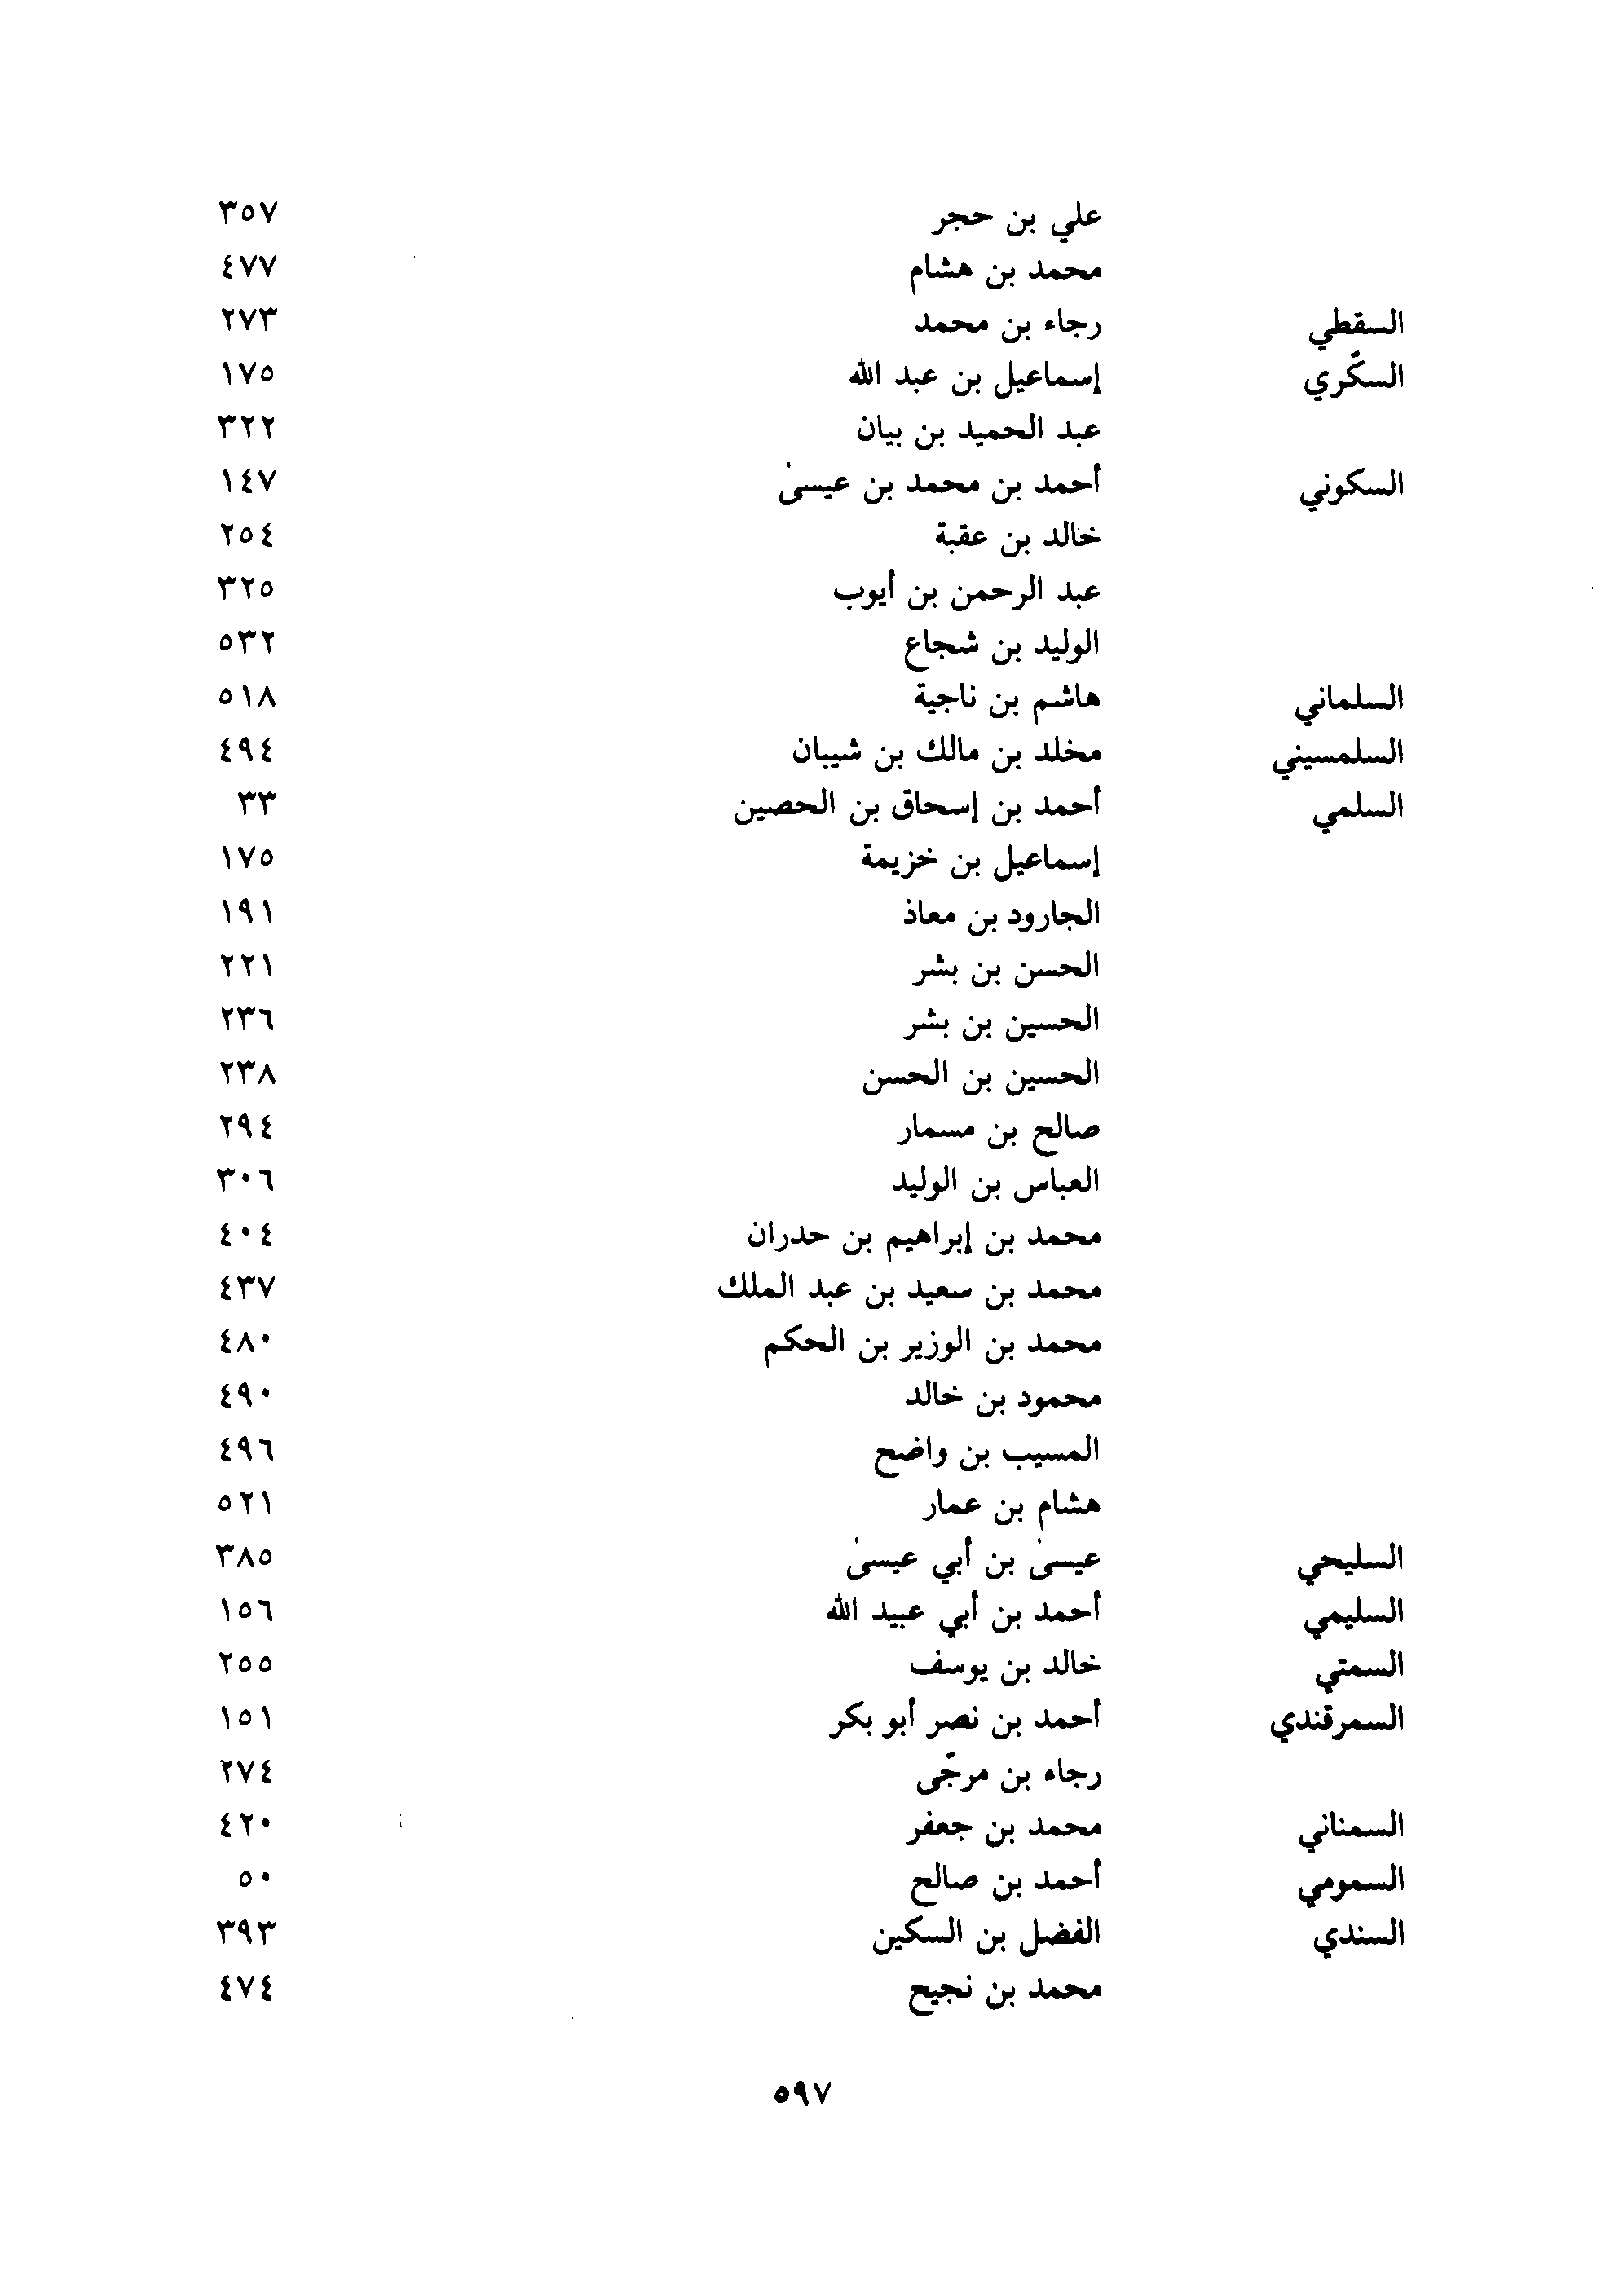 علي بن حجر ٣٥٧
محمد بن هشام ٤٧٧
السقطي رجاء بن محمد ٢٧٣
السكّري إسماعيل بن عبد الله ١٧٥
عبد الحميد بن بيان ٣٢٢
السكوني أحمد بن محمد بن عيسىٰ ١٤٧
خالد بن عقبة ٢٥٤
عبد الرحمن بن أيوب ٣٢٥
الوليد بن شجاع ٥٣٢
السلماني هاشم بن ناجية ٥١٨
السلمسيني مخلد بن مالك بن شيبان ٤٩٤
السلمي أحمد بن إسحاق بن الحصين ٣٣
إسماعيل بن خزيمة ١٧٥
الجارود بن معاذ ١٩١
الحسن بن بشر ٢٢١
الحسين بن بشر ٢٣٦
الحسين بن الحسن ٢٣٨
صالح بن مسمار ٢٩٤
العباس بن الوليد ٣٠٦
محمد بن إبراهيم بن حدران ٤٠٤
محمد بن سعيد بن عبد الملك ٤٣٧
محمد بن الوزير بن الحكم ٤٨٠
محمود بن خالد ٤٩٠
المسيب بن واضح ٤٩٦
هشام بن عمار ٥٢١
السليحي عيسىٰ بن أبي عيسىٰ ٣٨٥
السليمي أحمد بن أبي عبيد الله ١٥٦
السمتي خالد بن يوسف ٢٥٥
السمرقندي أحمد بن نصر أبو بكر ١٥١
رجاء بن مرجّى ٢٧٤
السمناني محمد بن جعفر ٤٢٠
السمومي أحمد بن صالح ٥٠
السندي الفضل بن السكين ٣٩٣
محمد بن نجيح ٤٧٤
٥٩٧